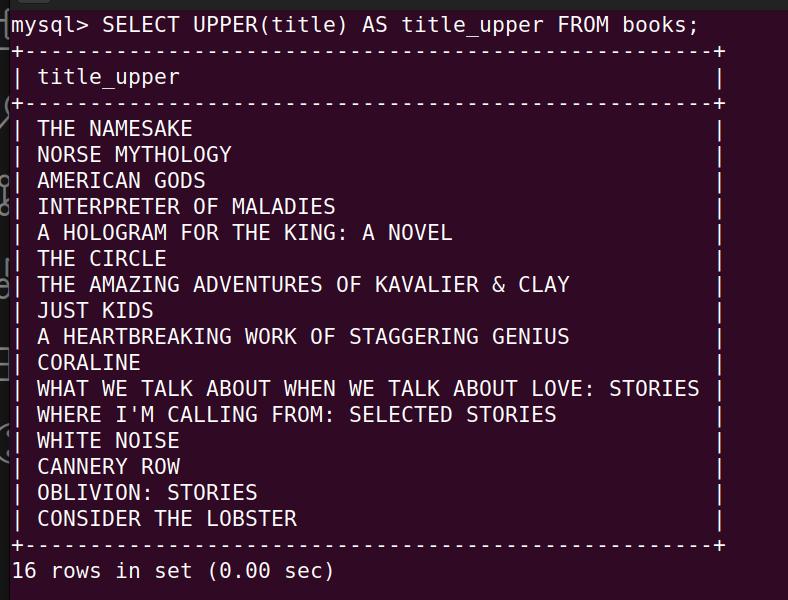 mysql> SELECT UPPER(title) AS title_upper FROM books;
+-----------------------------------------------------+
| title_upper                                         |
+-----------------------------------------------------+
| THE NAMESAKE                                        |
| NORSE MYTHOLOGY                                     |
| AMERICAN GODS                                       |
| INTERPRETER OF MALADIES                             |
| A HOLOGRAM FOR THE KING: A NOVEL                    |
| THE CIRCLE                                          |
| THE AMAZING ADVENTURES OF KAVALIER & CLAY           |
| JUST KIDS                                           |
| A HEARTBREAKING WORK OF STAGGERING GENIUS           |
| CORALINE                                            |
| WHAT WE TALK ABOUT WHEN WE TALK ABOUT LOVE: STORIES |
| WHERE I'M CALLING FROM: SELECTED STORIES            |
| WHITE NOISE                                         |
| CANNERY ROW                                         |
| OBLIVION: STORIES                                   |
| CONSIDER THE LOBSTER                                |
+-----------------------------------------------------+
16 rows in set (0.00 sec)